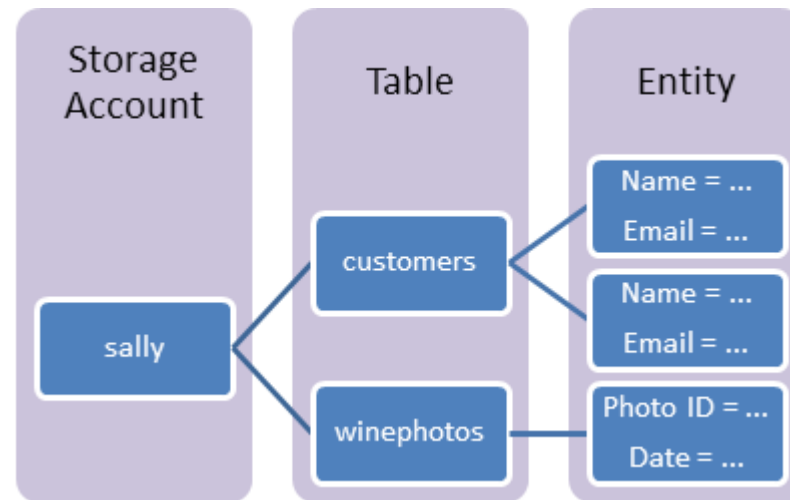 Storage
Account
Table
Entity
sally
customers
winephotos
Name = ...
Email = ...
Name = ...
Email = ...
Photo ID = ...
Date = ...